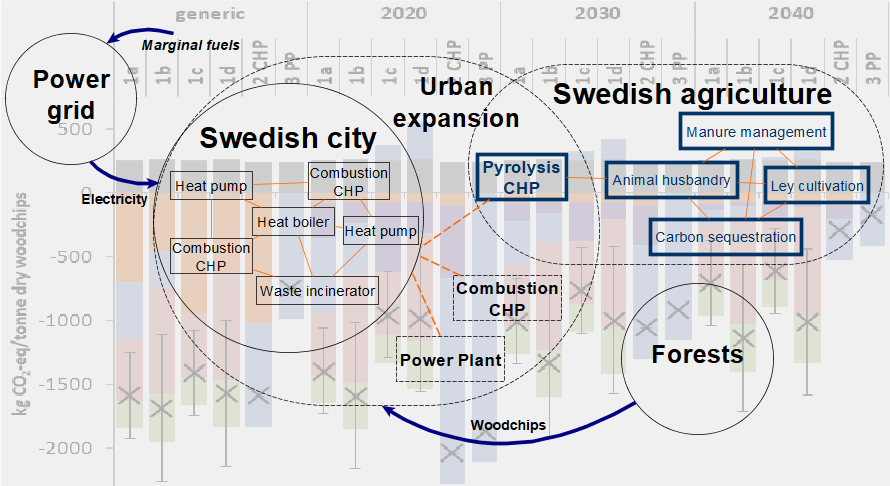 generic 2020 2030 2040
Marginal fuels
1a 1b 1c 1d 2 CHP 3 PP 1a 1b 1c 1d 2 CHP 3 PP 1a 1b 1c 1d 2 CHP 3 PP 1a 1b 1c 1d 2 CHP 3 PP
Power
grid
Urban
expansion
Swedish agriculture
Swedish city
Manure management
Pyrolysis
CHP
Animal husbandry
Ley cultivation
Carbon sequestration
Electricity
Heat pump
Combustion
CHP
Heat boiler
Heat pump
Combustion
CHP
Waste incinerator
Combustion
CHP
Power Plant
Forests
Woodchips
kg CO₂-eq/tonne dry woodchips
500
0
-500
-1000
-1500
-2000